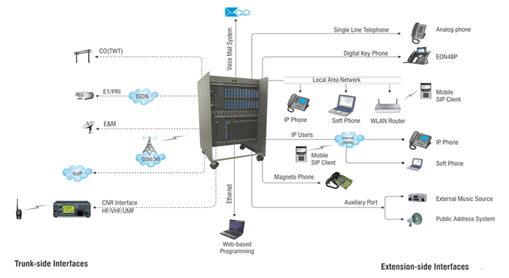 Voice Mail System
Single Line Telephone
Analog phone
CO(TWT)
Digital Key Phone
EON48P
Local Area Network
E1/PRI
ISDN
Mobile
SIP Client
IP Phone
Soft Phone
WLAN Router
E&M
IP Users
IP Phone
GSM/3G
Mobile
SIP Client
Soft Phone
VoIP
Magneto Phone
Ethernet
CNR Interface
HF/VHF/UMF
Auxiliary Port
External Music Source
Public Address System
Web-based
Programming
Trunk-side Interfaces
Extension-side Interfaces